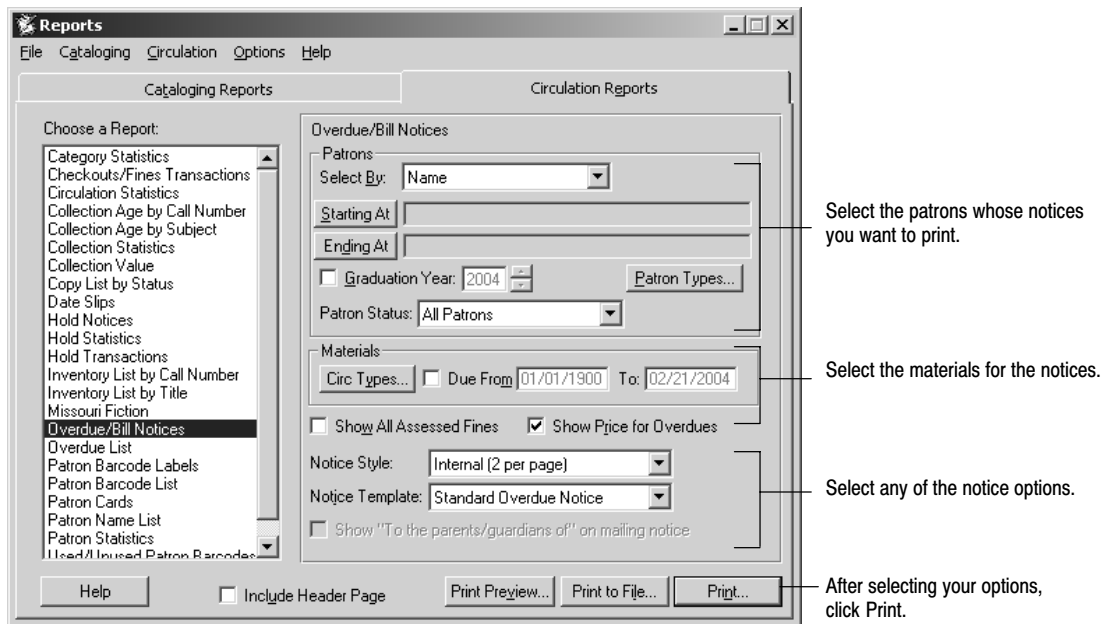 Reports
File Cataloging Circulation Options Help
Cataloging Reports
Circulation Reports
Choose a Report:
Category Statistics
Checkouts/Fines Transactions
Circulation Statistics
Collection Age by Call Number
Collection Age by Subject
Collection Statistics
Collection Value
Copy List by Status
Date Slips
Hold Notices
Hold Statistics
Hold Transactions
Inventory List by Call Number
Inventory List by Title
Missouri Fiction
Overdue/Bill Notices
Overdue List
Patron Barcode Labels
Patron Barcode List
Patron Cards
Patron Name List
Patron Statistics
Used/Unused Patron Barcodes
Overdue/Bill Notices
Patrons
Select By: Name
Starting At
Ending At
Graduation Year: 2004 Patron Types...
Patron Status: All Patrons
Materials
Circ Types... Due From 01/01/1900 To: 02/21/2004
Show All Assessed Fines Show Price for Overdues
Notice Style: Internal (2 per page)
Notice Template: Standard Overdue Notice
Show "To the parents/guardians of" on mailing notice
Help Include Header Page Print Preview... Print to File... Print...
Select the patrons whose notices
you want to print.
Select the materials for the notices.
Select any of the notice options.
After selecting your options,
click Print.